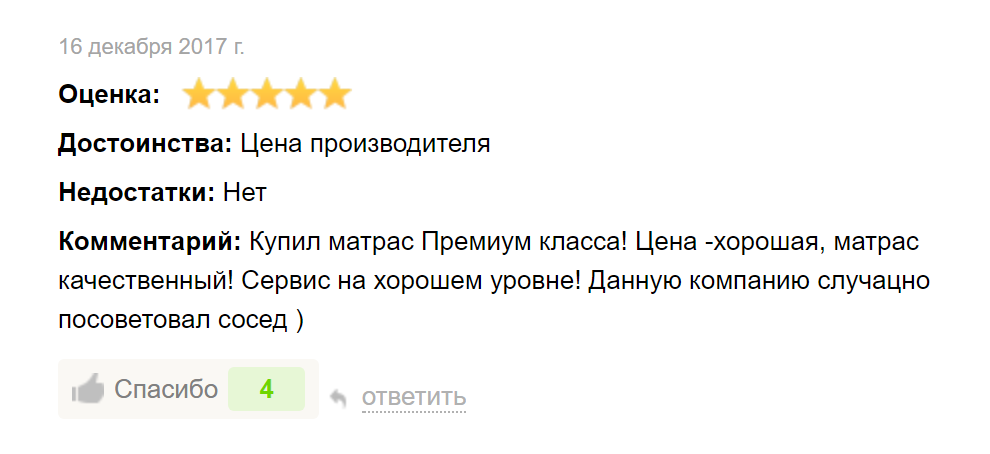 16 декабря 2017 г.
Оценка:
Достоинства: Цена производителя
Недостатки: Нет
Комментарий: Купил матрас Премиум класса! Цена -хорошая, матрас
качественный! Сервис на хорошем уровне! Данную компанию случацно
посоветовал сосед )
Спасибо 4 ответить